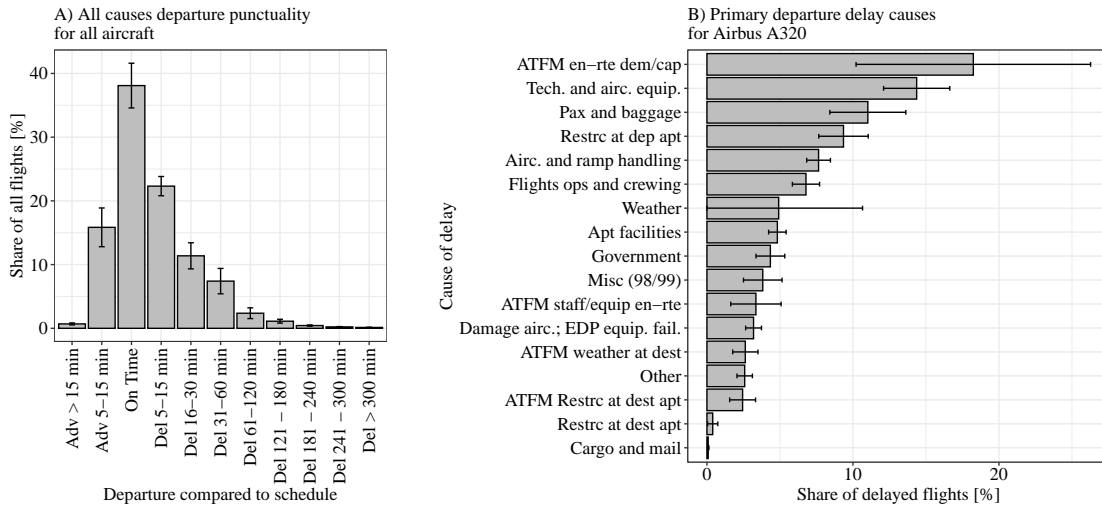 A) All causes departure punctuality
for all aircraft
Share of all flights [%]
40
30
20
10
0
Adv > 15 min
Adv 5−15 min
On Time
Del 5−15 min
Del 16−30 min
Del 31−60 min
Del 61−120 min
Del 121 − 180 min
Del 181 − 240 min
Del 241 − 300 min
Del > 300 min
Departure compared to schedule
B) Primary departure delay causes
for Airbus A320
Cause of delay
ATFM en−rte dem/cap
Tech. and airc. equip.
Pax and baggage
Restrc at dep apt
Airc. and ramp handling
Flights ops and crewing
Weather
Apt facilities
Government
Misc (98/99)
ATFM staff/equip en−rte
Damage airc.; EDP equip. fail.
ATFM weather at dest
Other
ATFM Restrc at dest apt
Restrc at dest apt
Cargo and mail
0
10
20
Share of delayed flights [%]